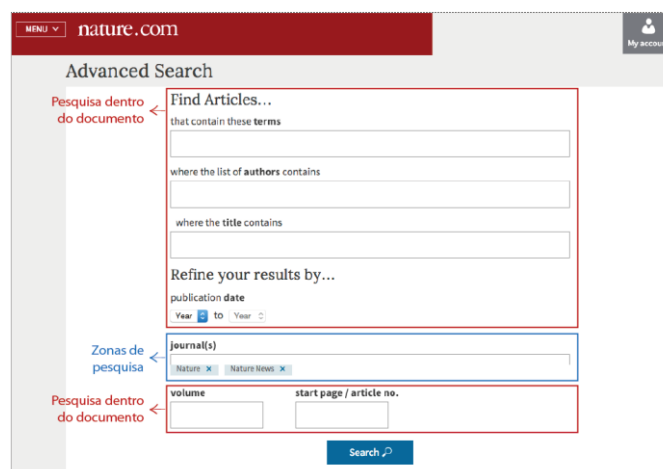 MENU nature.com
My accou
Advanced Search
Pesquisa dentro
do documento
Find Articles...
that contain these terms
where the list of authors contains
where the title contains
Refine your results by...
publication date
Year to Year
Zonas de
pesquisa
journal(s)
Nature × Nature News ×
Pesquisa dentro
do documento
volume start page / article no.
Search